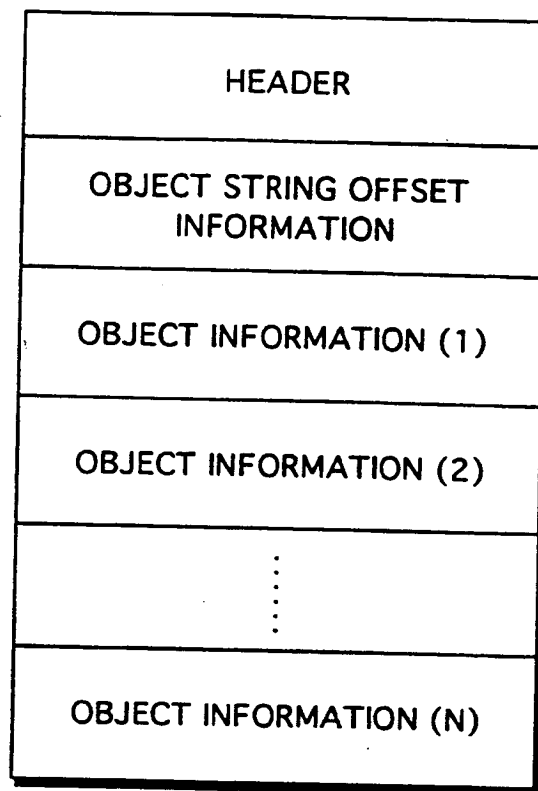 HEADER
OBJECT STRING OFFSET
INFORMATION
OBJECT INFORMATION (1)
OBJECT INFORMATION (2)
OBJECT INFORMATION (N)